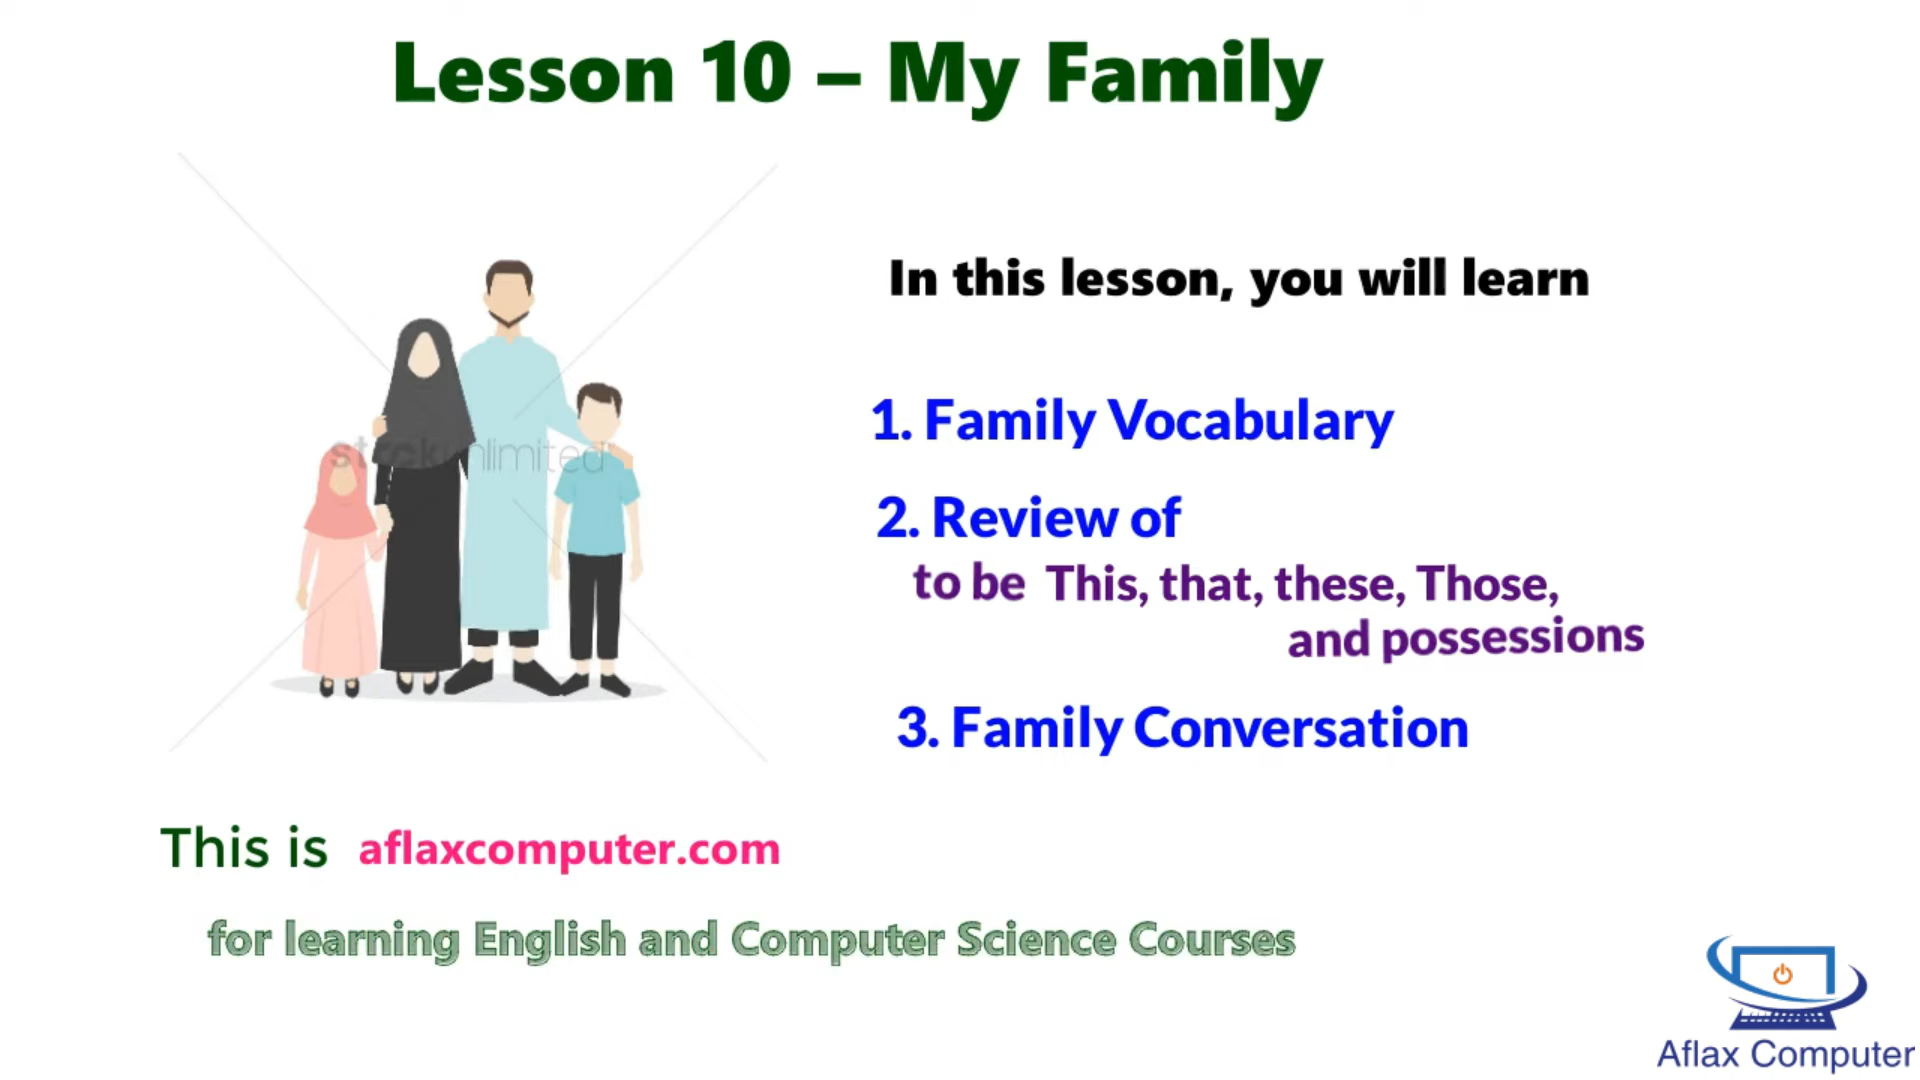 Lesson 10 – My Family
In this lesson, you will learn
1. Family Vocabulary
2. Review of
to be This, that, these, Those,
and possessions
3. Family Conversation
stockunlimited
This is aflaxcomputer.com
for learning English and Computer Science Courses
Aflax Computer